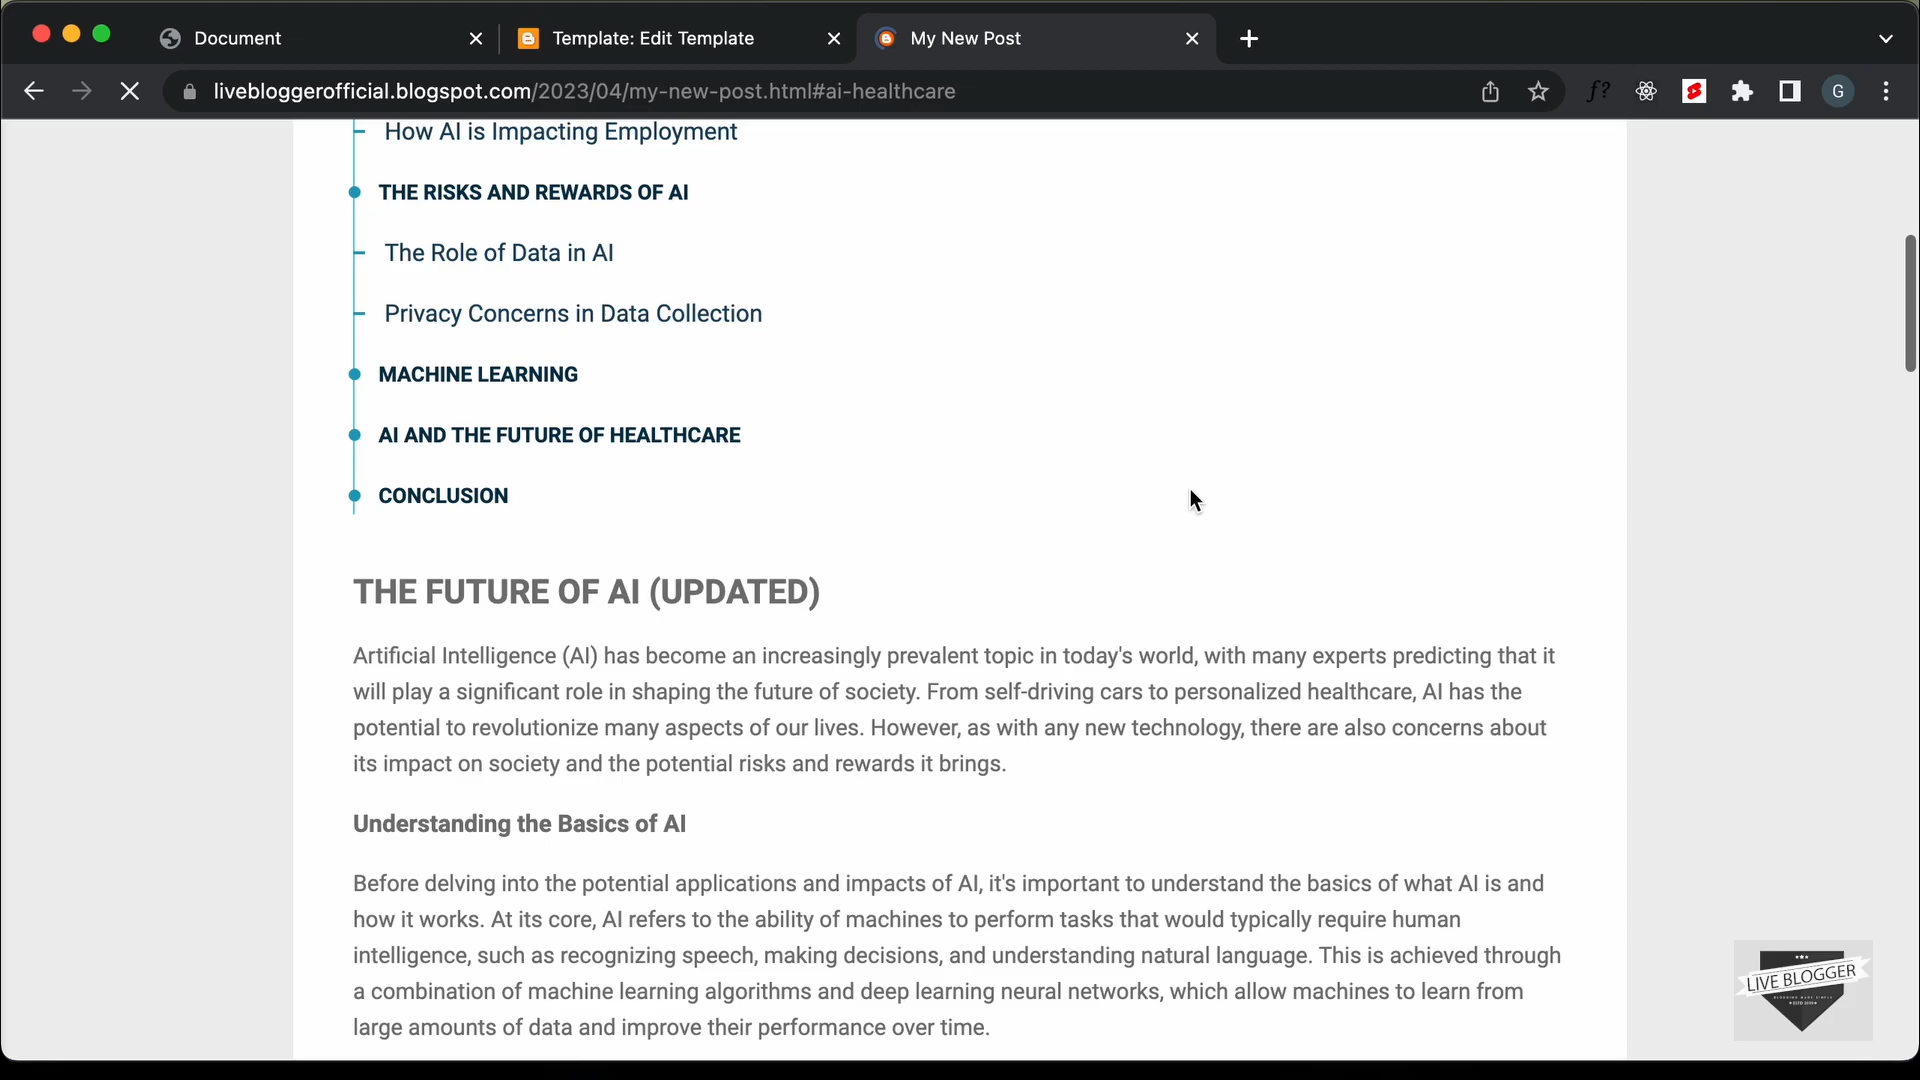 Document
Template: Edit Template
My New Post
livebloggerofficial.blogspot.com/2023/04/my-new-post.html#ai-healthcare
f?
G
How AI is Impacting Employment
THE RISKS AND REWARDS OF AI
The Role of Data in AI
Privacy Concerns in Data Collection
MACHINE LEARNING
AI AND THE FUTURE OF HEALTHCARE
CONCLUSION
THE FUTURE OF AI (UPDATED)
Artificial Intelligence (AI) has become an increasingly prevalent topic in today's world, with many experts predicting that it
will play a significant role in shaping the future of society. From self-driving cars to personalized healthcare, AI has the
potential to revolutionize many aspects of our lives. However, as with any new technology, there are also concerns about
its impact on society and the potential risks and rewards it brings.
Understanding the Basics of AI
Before delving into the potential applications and impacts of AI, it's important to understand the basics of what AI is and
how it works. At its core, AI refers to the ability of machines to perform tasks that would typically require human
intelligence, such as recognizing speech, making decisions, and understanding natural language. This is achieved through
a combination of machine learning algorithms and deep learning neural networks, which allow machines to learn from
large amounts of data and improve their performance over time.
LIVE BLOGGER